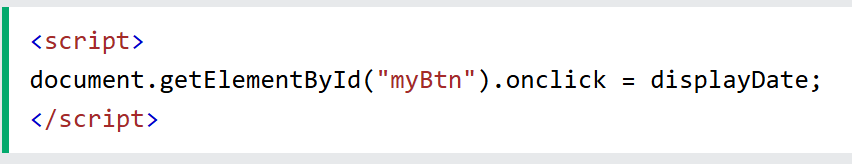 <script>
document.getElementById("myBtn").onclick = displayDate;
</script>